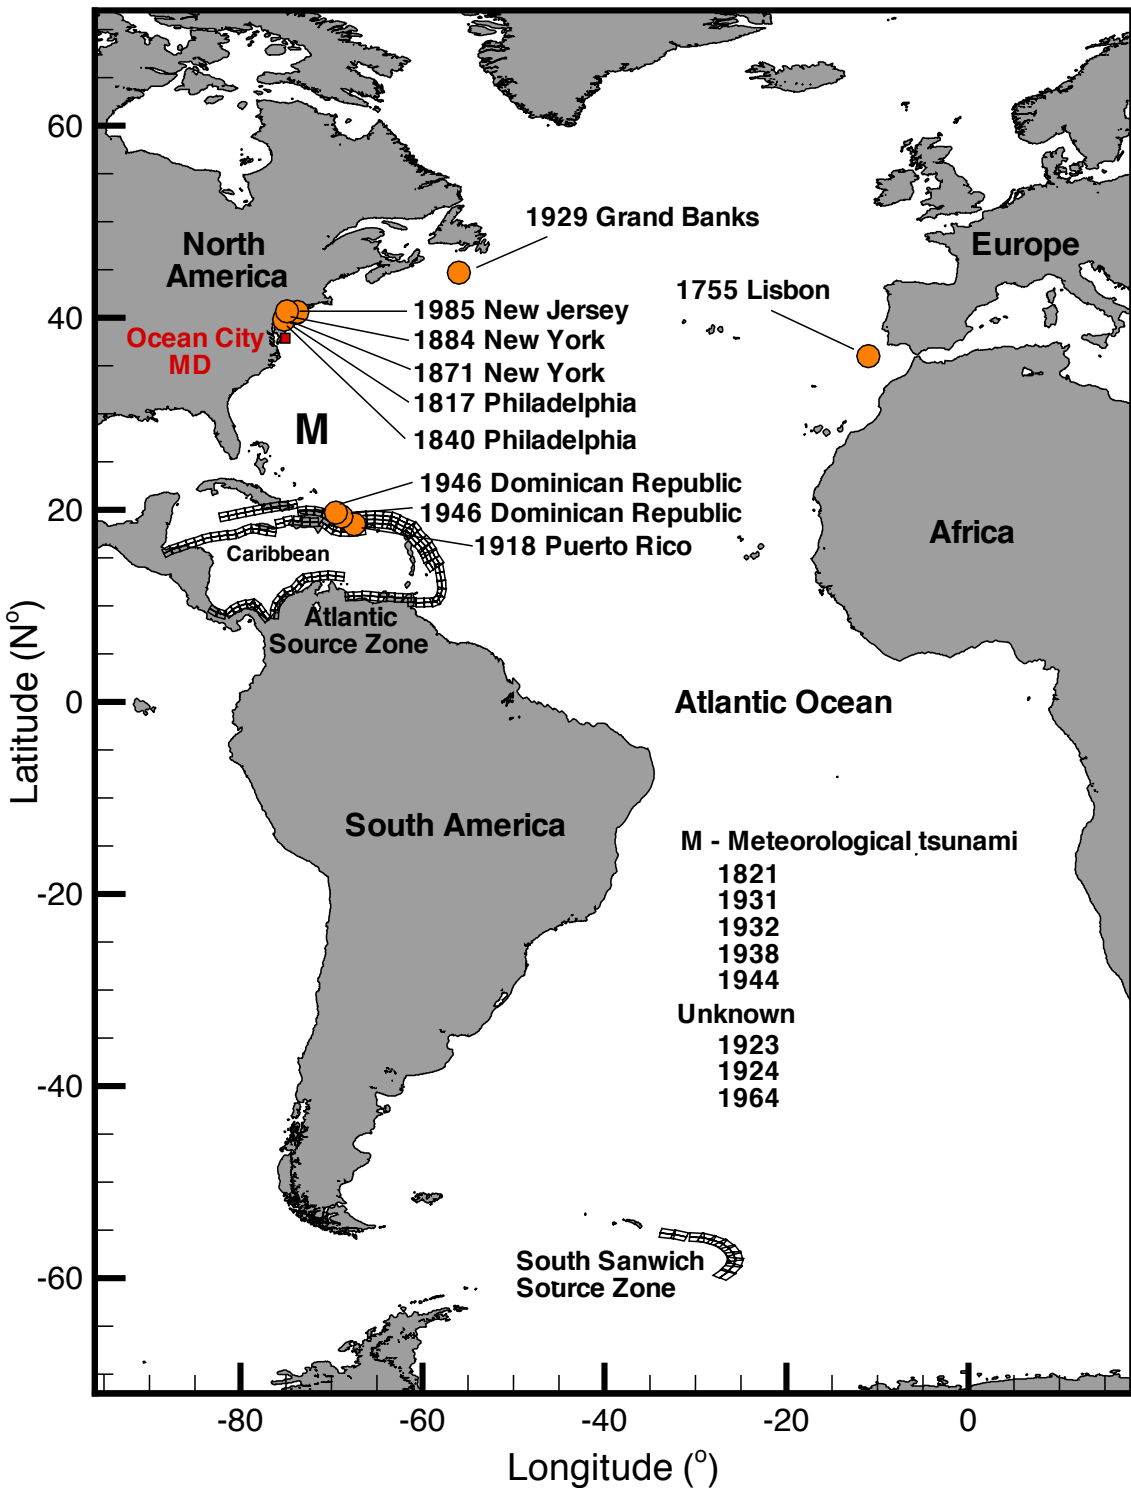 1929 Grand Banks
North
America
Europe
1755 Lisbon
1985 New Jersey
Ocean City
MD
1884 New York
1871 New York
1817 Philadelphia
M
1840 Philadelphia
1946 Dominican Republic
1946 Dominican Republic
1918 Puerto Rico
Caribbean
Africa
Atlantic
Source Zone
Atlantic Ocean
South America
M - Meteorological tsunami
1821
1931
1932
1938
1944
Unknown
1923
1924
1964
South Sanwich
Source Zone
60
40
20
0
-20
-40
-60
Latitude (N°)
-80
-60
-40
-20
0
Longitude (°)